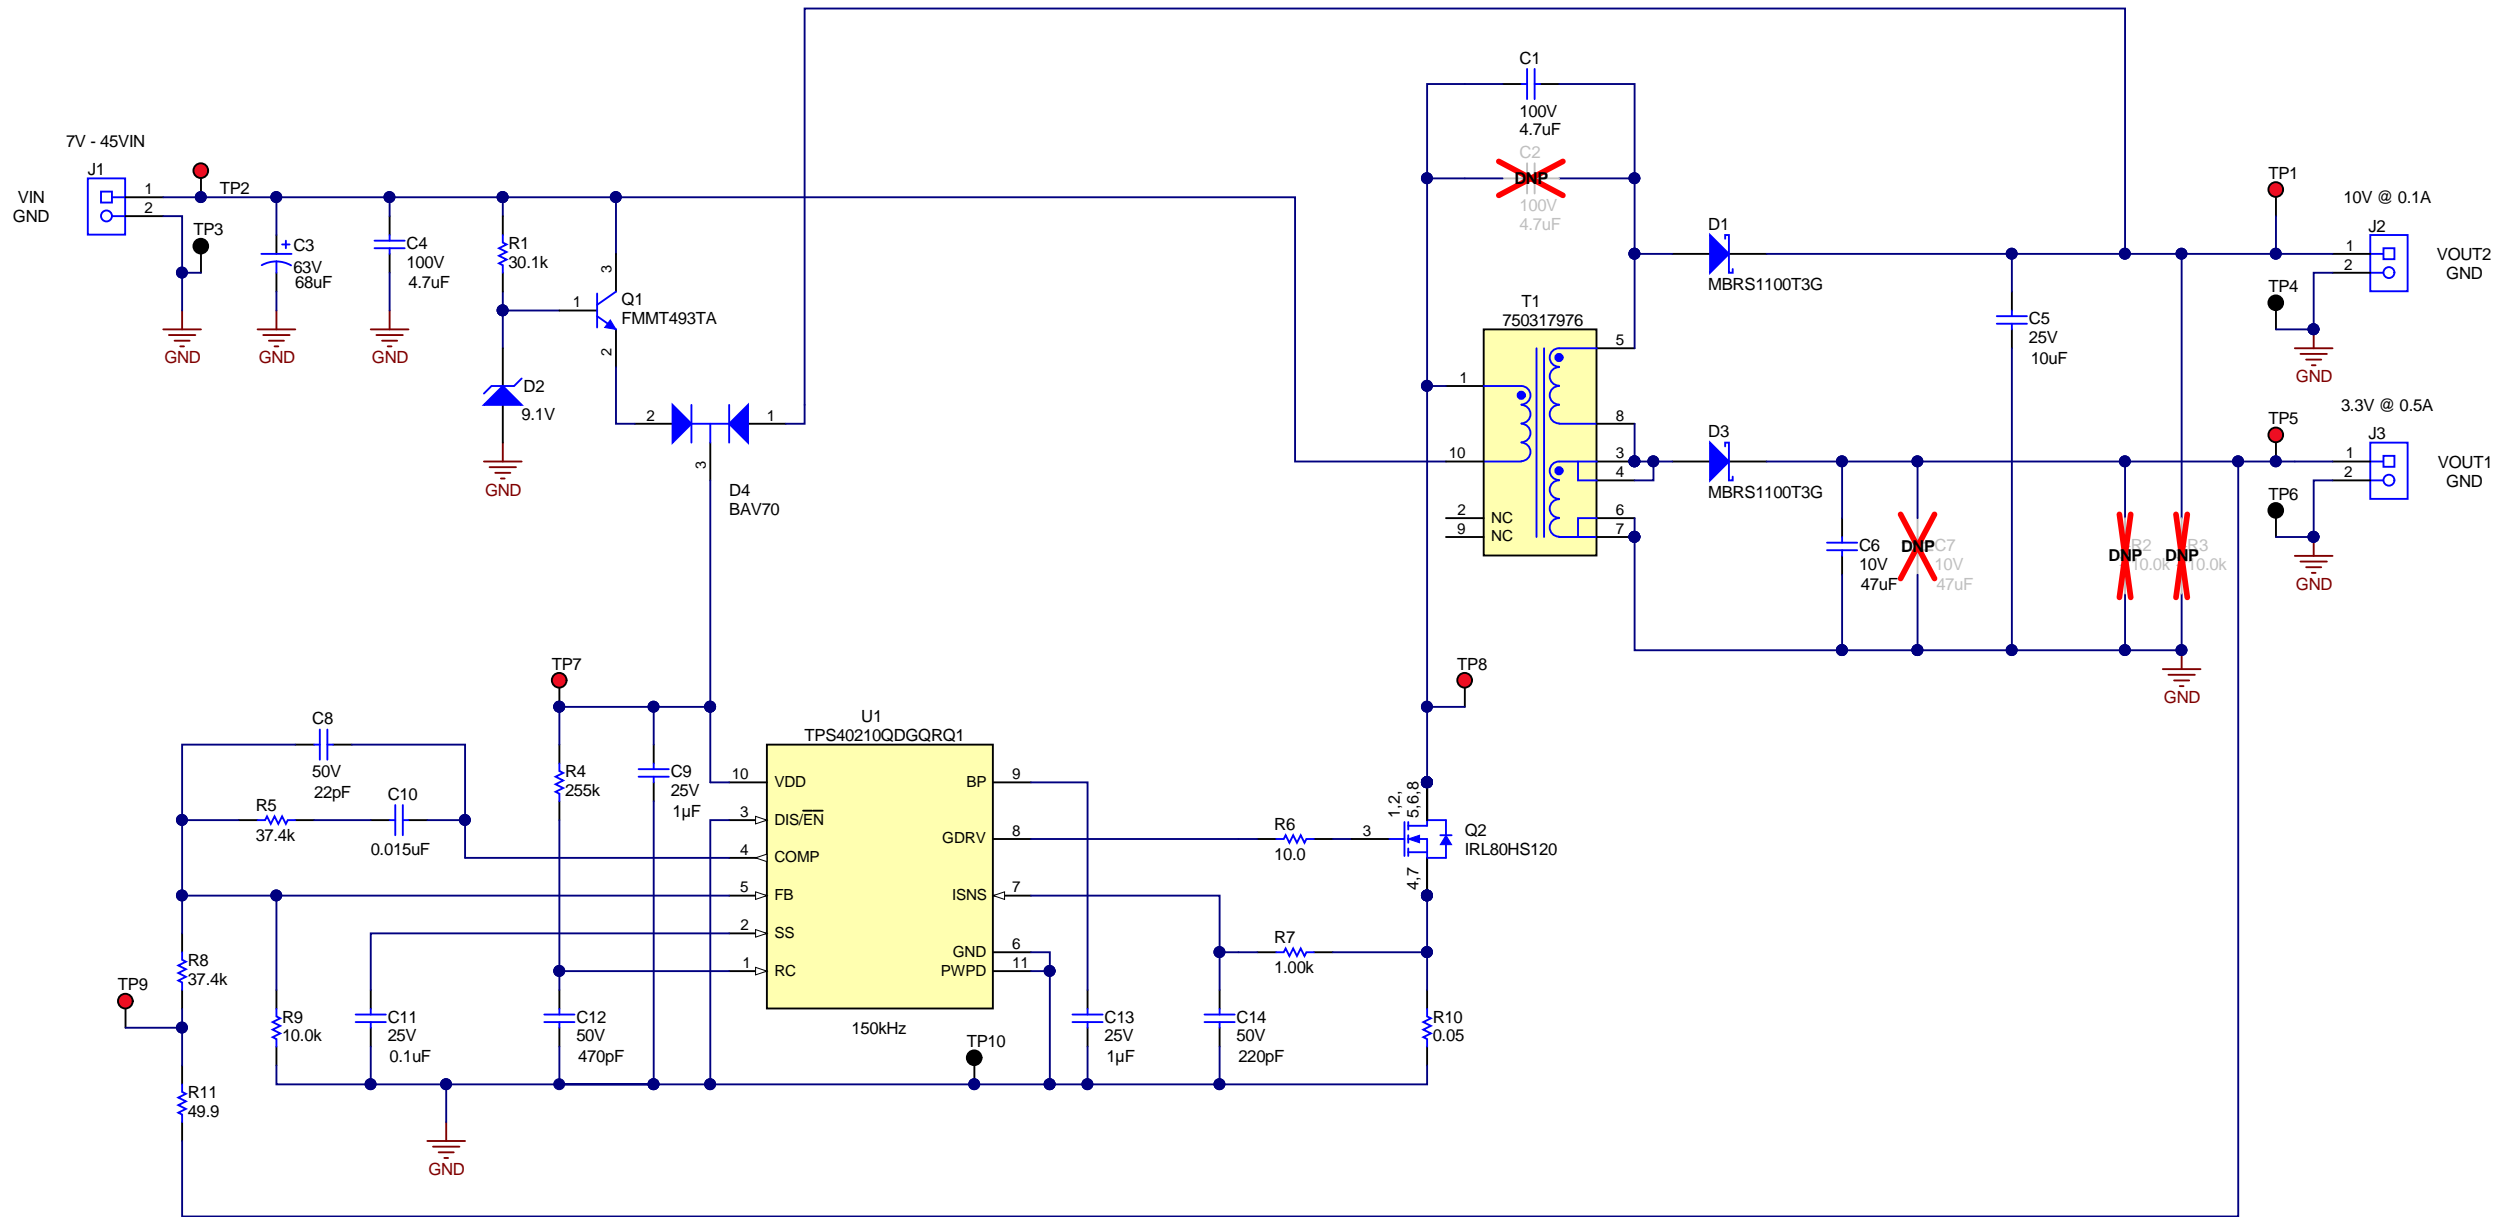 7V - 45VIN
J1
VIN
GND
1
2
TP2
TP3
GND
C3
+
63V
68uF
GND
C4
100V
4.7uF
GND
R1
30.1k
D2
9.1V
GND
3
1
2
Q1
FMMT493TA
2
1
3
D4
BAV70
C1
100V
4.7uF
C2
DNP
100V
4.7uF
T1
750317976
1
10
2
NC
9
NC
5
8
3
4
6
7
D1
MBRS1100T3G
D3
MBRS1100T3G
C5
25V
10uF
C6
10V
47uF
DNP
C7
10V
47uF
DNP
R2
10.0k
DNP
R3
10.0k
GND
TP1
10V @ 0.1A
J2
1
2
VOUT2
GND
TP4
GND
3.3V @ 0.5A
TP5
J3
1
2
VOUT1
GND
TP6
GND
TP7
R4
255k
C9
25V
1µF
C8
50V
22pF
R5
37.4k
C10
0.015uF
U1
TPS40210QDGQRQ1
10
VDD
3
DIS/EN
4
COMP
5
FB
2
SS
1
RC
BP
9
GDRV
8
ISNS
7
GND
6
PWPD
11
150kHz
TP8
1,2,
5,6,8
3
4,7
Q2
IRL80HS120
R6
10.0
R7
1.00k
R8
37.4k
TP9
R9
10.0k
R11
49.9
C11
25V
0.1uF
C12
50V
470pF
TP10
C13
25V
1µF
C14
50V
220pF
R10
0.05
GND